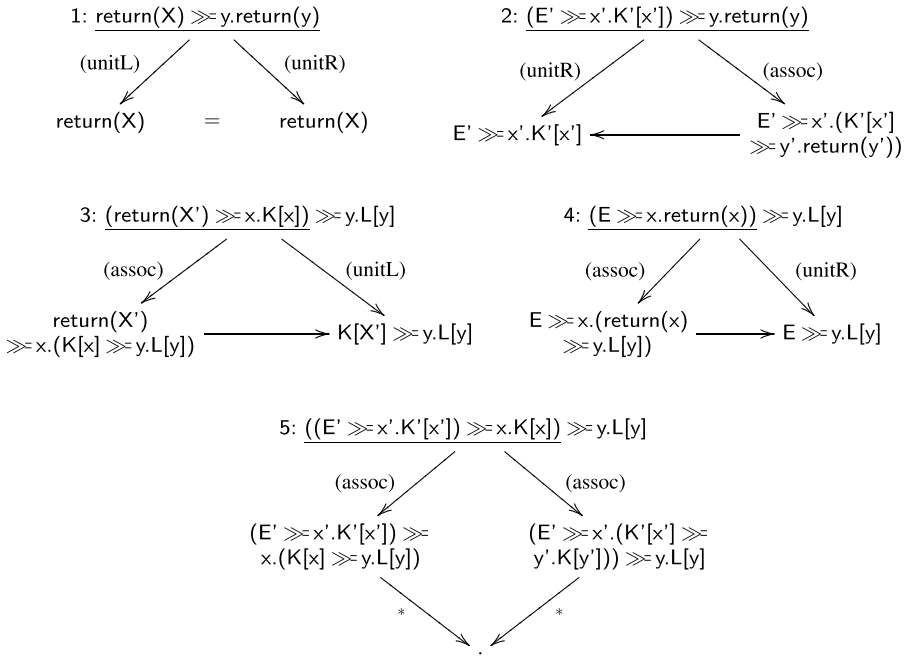 1: return(X) ≫= y.return(y)
(unitL)
(unitR)
return(X)
=
return(X)
2: (E' ≫= x'.K'[x']) ≫= y.return(y)
(unitR)
(assoc)
E' ≫= x'.K'[x']
E' ≫= x'.(K'[x']
≫= y'.return(y'))
3: (return(X') ≫= x.K[x]) ≫= y.L[y]
(assoc)
(unitL)
return(X')
≫= x.(K[x] ≫= y.L[y])
K[X'] ≫= y.L[y]
4: (E ≫= x.return(x)) ≫= y.L[y]
(assoc)
(unitR)
E ≫= x.(return(x)
≫= y.L[y])
E ≫= y.L[y]
5: ((E' ≫= x'.K'[x']) ≫= x.K[x]) ≫= y.L[y]
(assoc)
(assoc)
(E' ≫= x'.K'[x']) ≫=
x.(K[x] ≫= y.L[y])
(E' ≫= x'.(K'[x'] ≫=
y'.K[y'])) ≫= y.L[y]
*
*
.